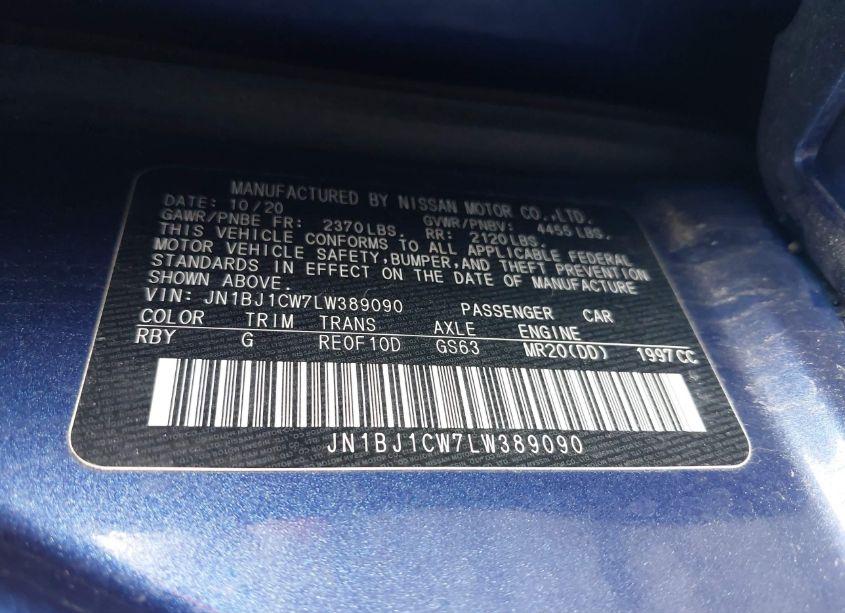 MANUFACTURED BY NISSAN MOTOR CO.,LTD.
DATE: 10/20 GVWR/PNBV: 4455 LBS.
GAWR/PNBE FR: 2370LBS. RR: 2120LBS.
THIS VEHICLE CONFORMS TO ALL APPLICABLE FEDERAL
MOTOR VEHICLE SAFETY,BUMPER,AND THEFT PREVENTION
STANDARDS IN EFFECT ON THE DATE OF MANUFACTURE
SHOWN ABOVE.
VIN: JN1BJ1CW7LW389090 PASSENGER CAR
COLOR TRIM TRANS AXLE ENGINE
RBY G RE0F10D GS63 MR20(DD) 1997CC
JN1BJ1CW7LW389090